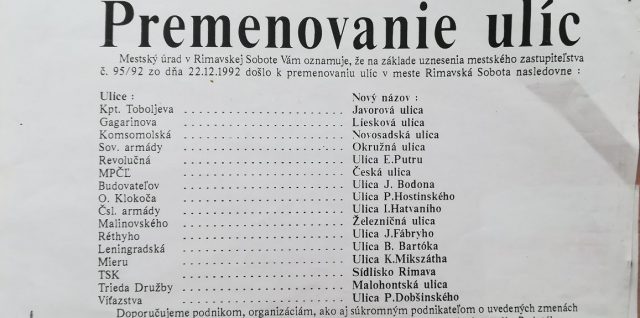 Premenovanie ulíc
Mestský úrad v Rimavskej Sobote Vám oznamuje, že na základe uznesenia mestského zastupiteľstva
č. 95/92 zo dňa 22.12.1992 došlo k premenovaniu ulíc v meste Rimavská Sobota nasledovne :
Ulice : Nový názov :
Kpt. Toboljeva ........................ Javorová ulica
Gagarinova ........................ Liesková ulica
Komsomolská ........................ Novosadská ulica
Sov. armády ........................ Okružná ulica
Revolučná ........................ Ulica E.Putru
MPČĽ ........................ Česká ulica
Budovateľov ........................ Ulica J. Bodona
O. Klokoča ........................ Ulica P.Hostinského
Čsl. armády ........................ Ulica I.Hatvaniho
Malinovského ........................ Železničná ulica
Réthyho ........................ Ulica J.Fábryho
Leningradská ........................ Ulica B. Bartóka
Mieru ........................ Ulica K.Mikszátha
TSK ........................ Sídlisko Rimava
Trieda Družby ........................ Malohontská ulica
Víťazstva ........................ Ulica P.Dobšinského
Doporučujeme podnikom, organizáciám, ako aj súkromným podnikateľom o uvedených zmenách